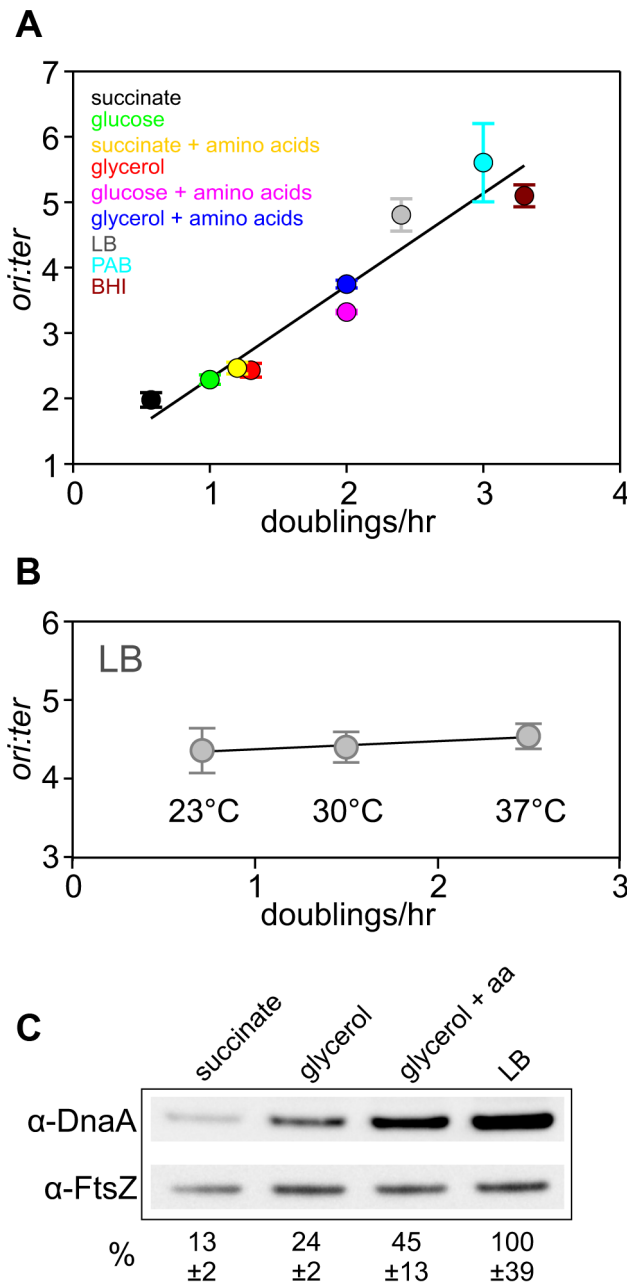 A
7
6
5
4
3
2
1
ori:ter
succinate
glucose
succinate + amino acids
glycerol
glucose + amino acids
glycerol + amino acids
LB
PAB
BHI
0 1 2 3 4
doublings/hr
B
6
5
4
3
ori:ter
LB
23°C 30°C 37°C
0 1 2 3
doublings/hr
C
succinate glycerol glycerol + aa LB
α-DnaA
α-FtsZ
% 13 24 45 100
±2 ±2 ±13 ±39